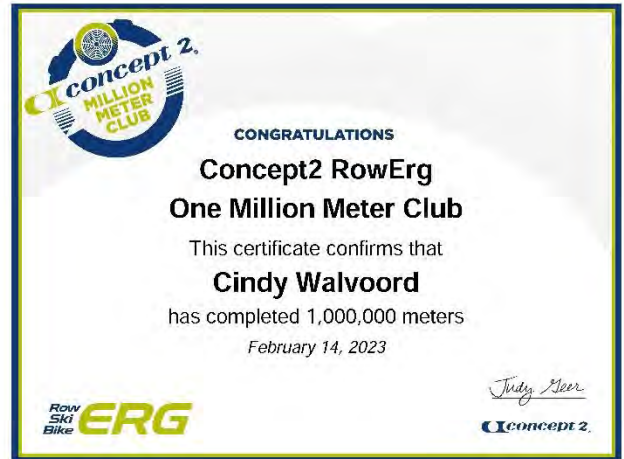 concept 2.
MILLION
METER
CLUB
CONGRATULATIONS
Concept2 RowErg
One Million Meter Club
This certificate confirms that
Cindy Walvoord
has completed 1,000,000 meters
February 14, 2023
Judy Geer
Row
Ski
Bike
ERG
concept 2.